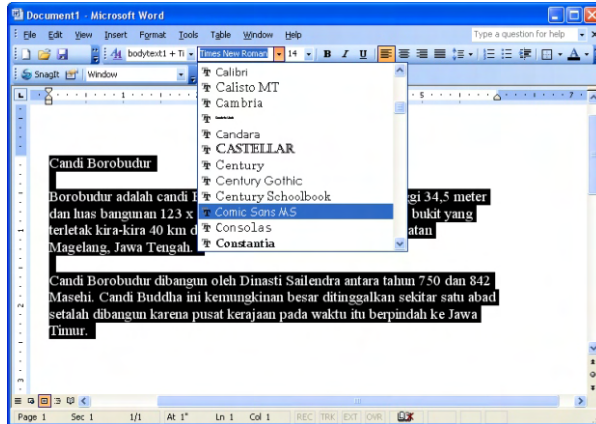 Document1 - Microsoft Word
File Edit View Insert Format Tools Table Window Help Type a question for help
bodytext1 + Ti Times New Roman 14 B I U A
SnagIt Window
Calibri
Calisto MT
Cambria
Candara
CASTELLAR
Century
Century Gothic
Century Schoolbook
Comic Sans MS
Consolas
Constantia
1 5 7
Candi Borobudur
Borobudur adalah candi gi 34,5 meter
dan luas bangunan 123 x bukit yang
terletak kira-kira 40 km d atan
Magelang, Jawa Tengah.
Candi Borobudur dibangun oleh Dinasti Sailendra antara tahun 750 dan 842
Masehi. Candi Buddha ini kemungkinan besar ditinggalkan sekitar satu abad
setalah dibangun karena pusat kerajaan pada waktu itu berpindah ke Jawa
Timur.
Page 1 Sec 1 1/1 At 1" Ln 1 Col 1 REC TRK EXT OVR